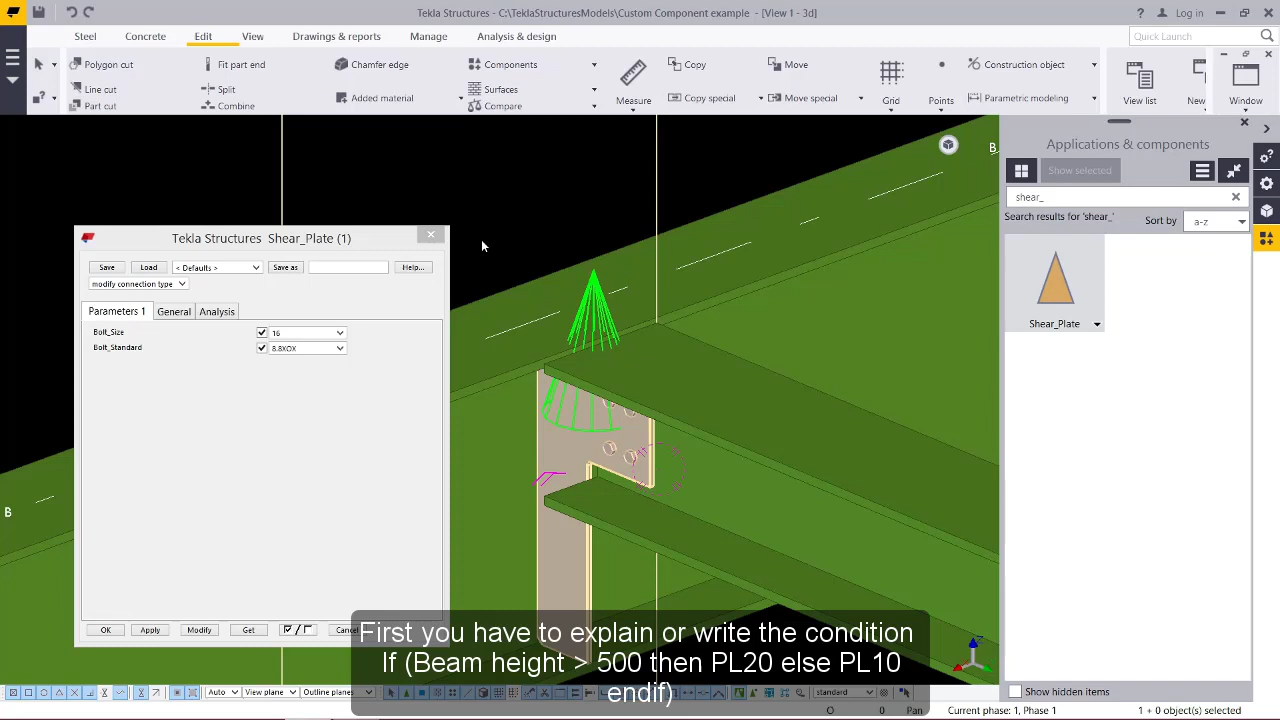 Tekla Structures - C:\TeklaStructuresModels\Custom Component example - [View 1 - 3d]
? Log in
Steel Concrete Edit View Drawings & reports Manage Analysis & design
Quick Launch
Polygon cut Fit part end Chamfer edge Components Copy Move Construction object
Line cut Split Surfaces
Added material Measure Copy special Move special Grid Points Parametric modeling View list New Window
Part cut Combine Compare
B
Applications & components
Show selected
shear_
Search results for 'shear_' Sort by a-z
Shear_Plate
Tekla Structures Shear_Plate (1)
Save Load < Defaults > Save as Help...
modify connection type
Parameters 1 General Analysis
Bolt_Size 16
Bolt_Standard 8.8XOX
B
OK Apply Modify Get / Cancel
First you have to explain or write the condition
If (Beam height > 500 then PL20 else PL10
endif)
Auto View plane Outline planes standard
Show hidden items
O 0 Pan Current phase: 1, Phase 1 1 + 0 object(s) selected